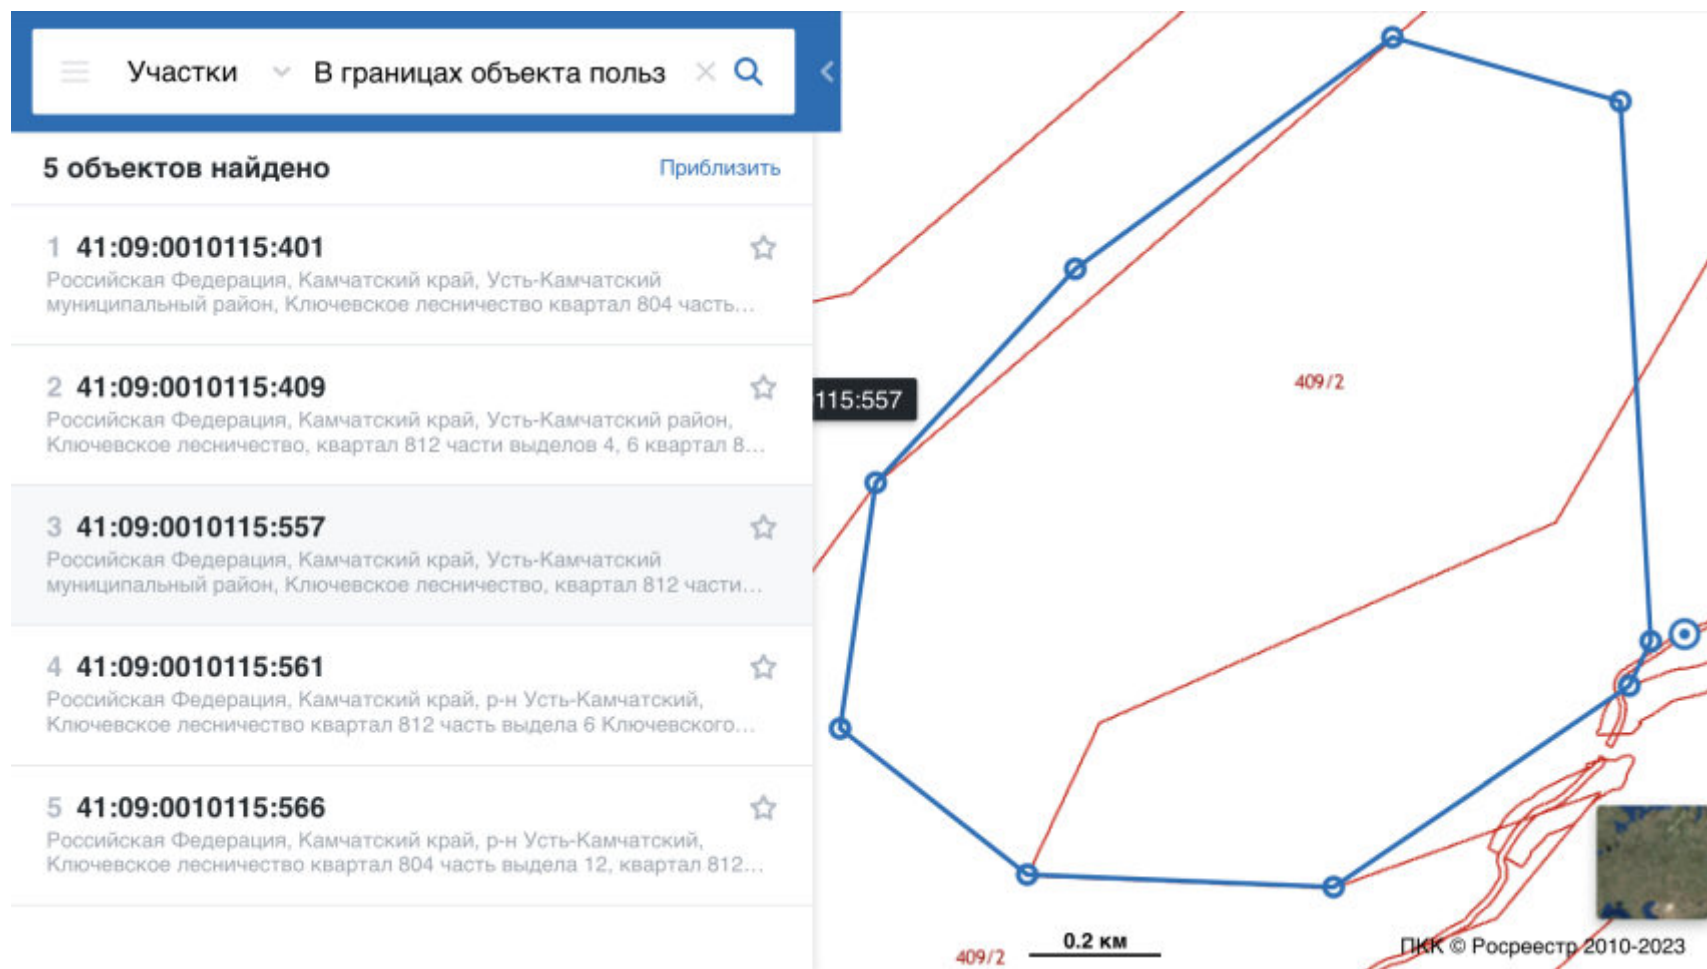 Участки
В границах объекта польз
5 объектов найдено
Приблизить
1 41:09:0010115:401
Российская Федерация, Камчатский край, Усть-Камчатский
муниципальный район, Ключевское лесничество квартал 804 часть...
2 41:09:0010115:409
Российская Федерация, Камчатский край, Усть-Камчатский район,
Ключевское лесничество, квартал 812 части выделов 4, 6 квартал 8...
3 41:09:0010115:557
Российская Федерация, Камчатский край, Усть-Камчатский
муниципальный район, Ключевское лесничество, квартал 812 части...
4 41:09:0010115:561
Российская Федерация, Камчатский край, р-н Усть-Камчатский,
Ключевское лесничество квартал 812 часть выдела 6 Ключевского...
5 41:09:0010115:566
Российская Федерация, Камчатский край, р-н Усть-Камчатский,
Ключевское лесничество квартал 804 часть выдела 12, квартал 812...
409/2
115:557
409/2
0.2 км
ПКК © Росреестр 2010-2023